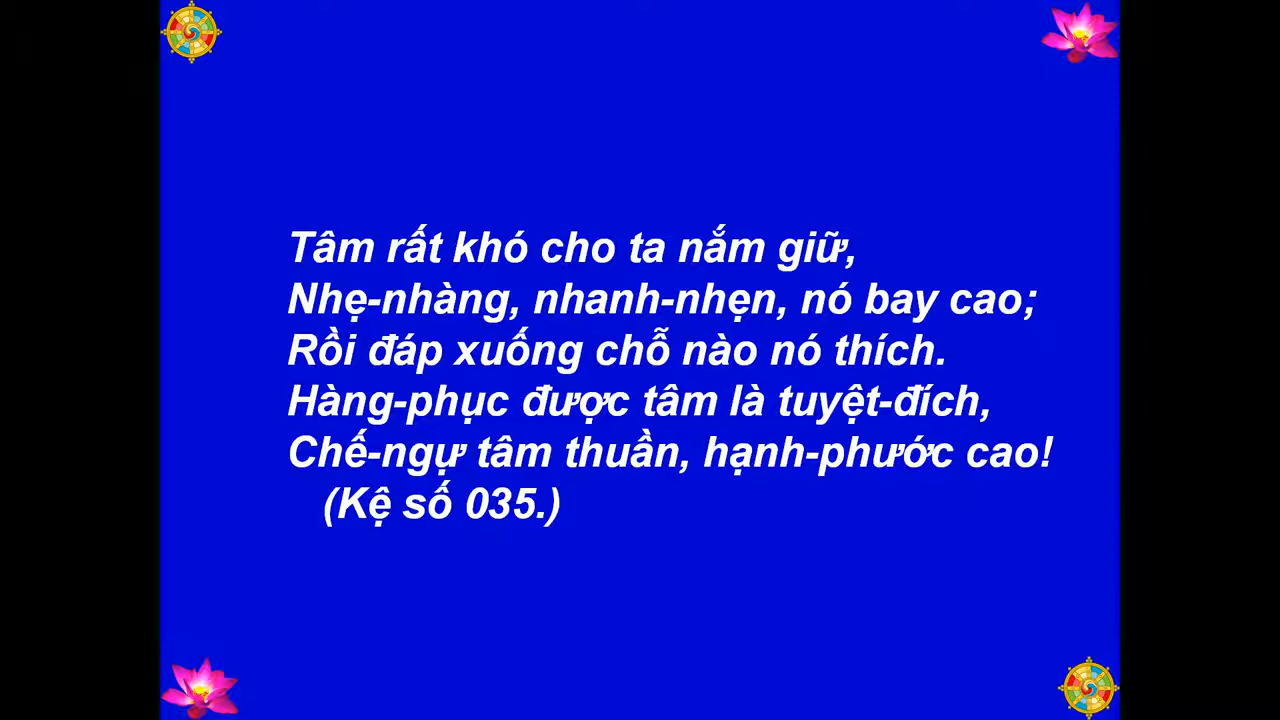 Tâm rất khó cho ta nắm giữ,
Nhẹ-nhàng, nhanh-nhẹn, nó bay cao;
Rồi đáp xuống chỗ nào nó thích.
Hàng-phục được tâm là tuyệt-đích,
Chế-ngự tâm thuần, hạnh-phước cao!
(Kệ số 035.)